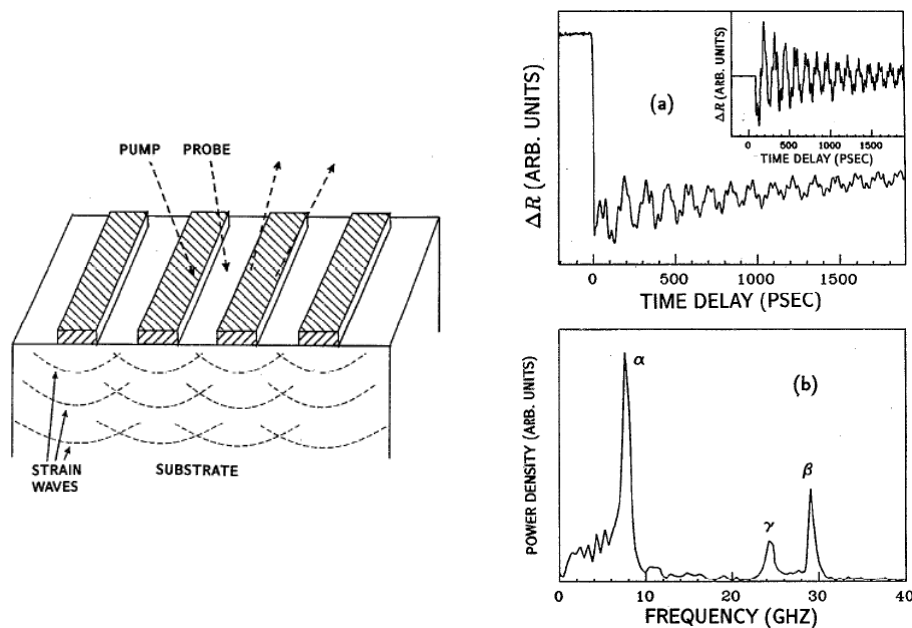 PUMP PROBE
STRAIN
WAVES
SUBSTRATE
ΔR (ARB. UNITS)
(a)
0 500 1000 1500
TIME DELAY (PSEC)
ΔR (ARB. UNITS)
0 500 1000 1500
TIME DELAY (PSEC)
POWER DENSITY (ARB. UNITS)
(b)
α
γ
β
0 10 20 30 40
FREQUENCY (GHZ)